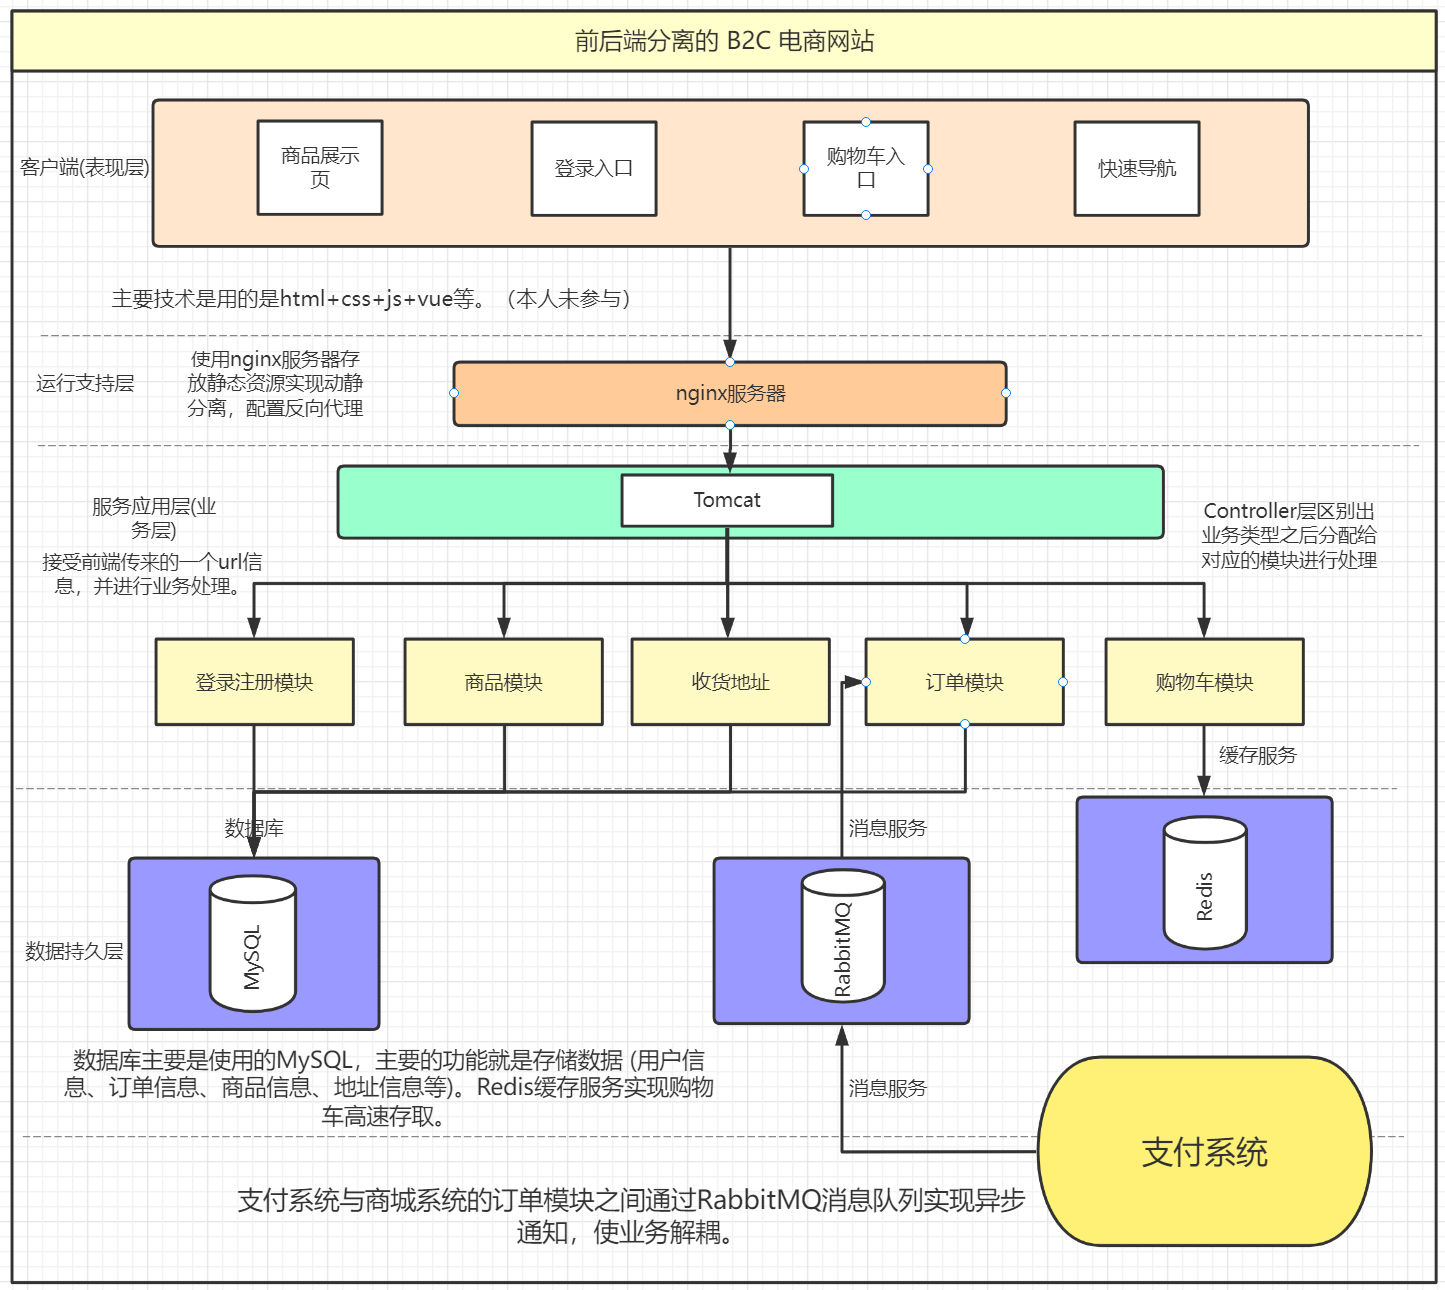 前后端分离的 B2C 电商网站
客户端(表现层)
商品展示
页
登录入口
购物车入
口
快速导航
主要技术是用的是html+css+js+vue等。（本人未参与）
运行支持层
使用nginx服务器存
放静态资源实现动静
分离，配置反向代理
nginx服务器
服务应用层(业
务层)
接受前端传来的一个url信
息，并进行业务处理。
Tomcat
Controller层区别出
业务类型之后分配给
对应的模块进行处理
登录注册模块
商品模块
收货地址
订单模块
购物车模块
缓存服务
数据库
消息服务
数据持久层
MySQL
RabbitMQ
Redis
数据库主要是使用的MySQL，主要的功能就是存储数据 (用户信
息、订单信息、商品信息、地址信息等)。Redis缓存服务实现购物
车高速存取。
消息服务
支付系统
支付系统与商城系统的订单模块之间通过RabbitMQ消息队列实现异步
通知，使业务解耦。